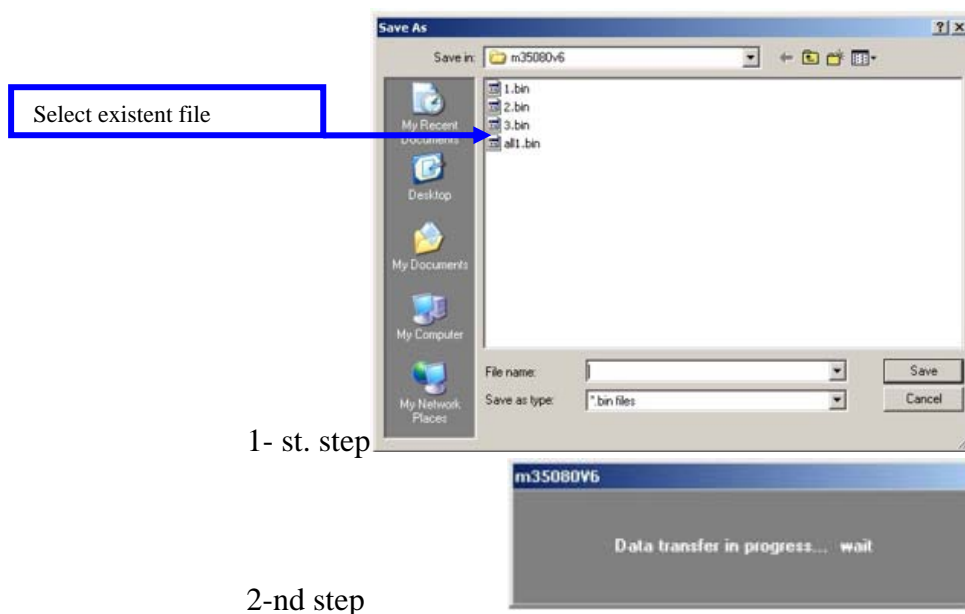 Save As
Save in: m35080v6
Select existent file
1.bin
2.bin
3.bin
all1.bin
My Recent
Documents
Desktop
My Documents
My Computer
My Network
Places
File name:
Save
Save as type: *.bin files
Cancel
1- st. step
m35080V6
Data transfer in progress... wait
2-nd step